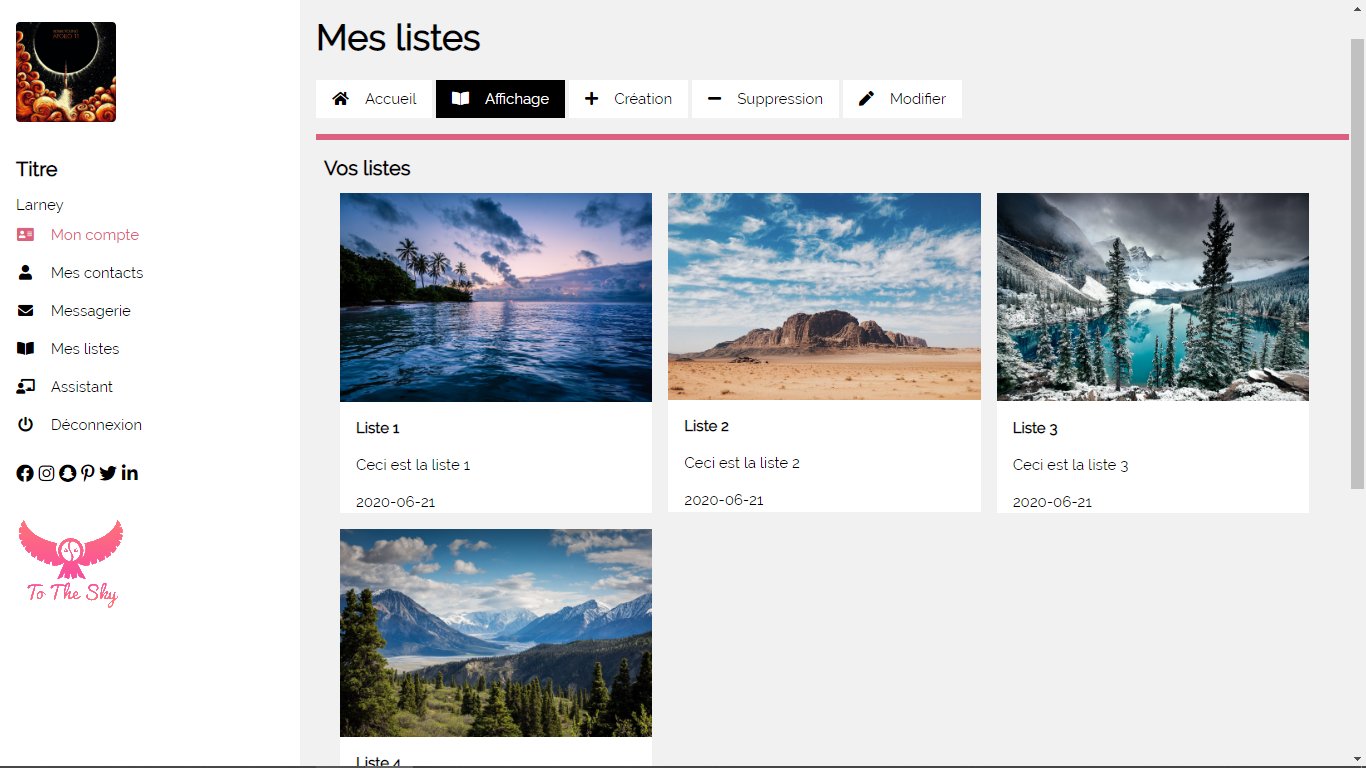 Titre
Larney
Mon compte
Mes contacts
Messagerie
Mes listes
Assistant
Déconnexion
To The Sky
Mes listes
Accueil Affichage Création Suppression Modifier
Vos listes
Liste 1
Ceci est la liste 1
2020-06-21
Liste 2
Ceci est la liste 2
2020-06-21
Liste 3
Ceci est la liste 3
2020-06-21
Liste 4